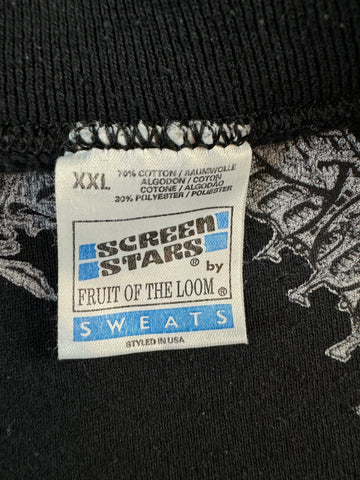 XXL
70% COTTON / BAUMWOLLE
ALGODON / COTON
COTONE / ALGODÃO
30% POLYESTER / POLIESTER
SCREEN
STARS®
by
FRUIT OF THE LOOM®
SWEATS
STYLED IN USA